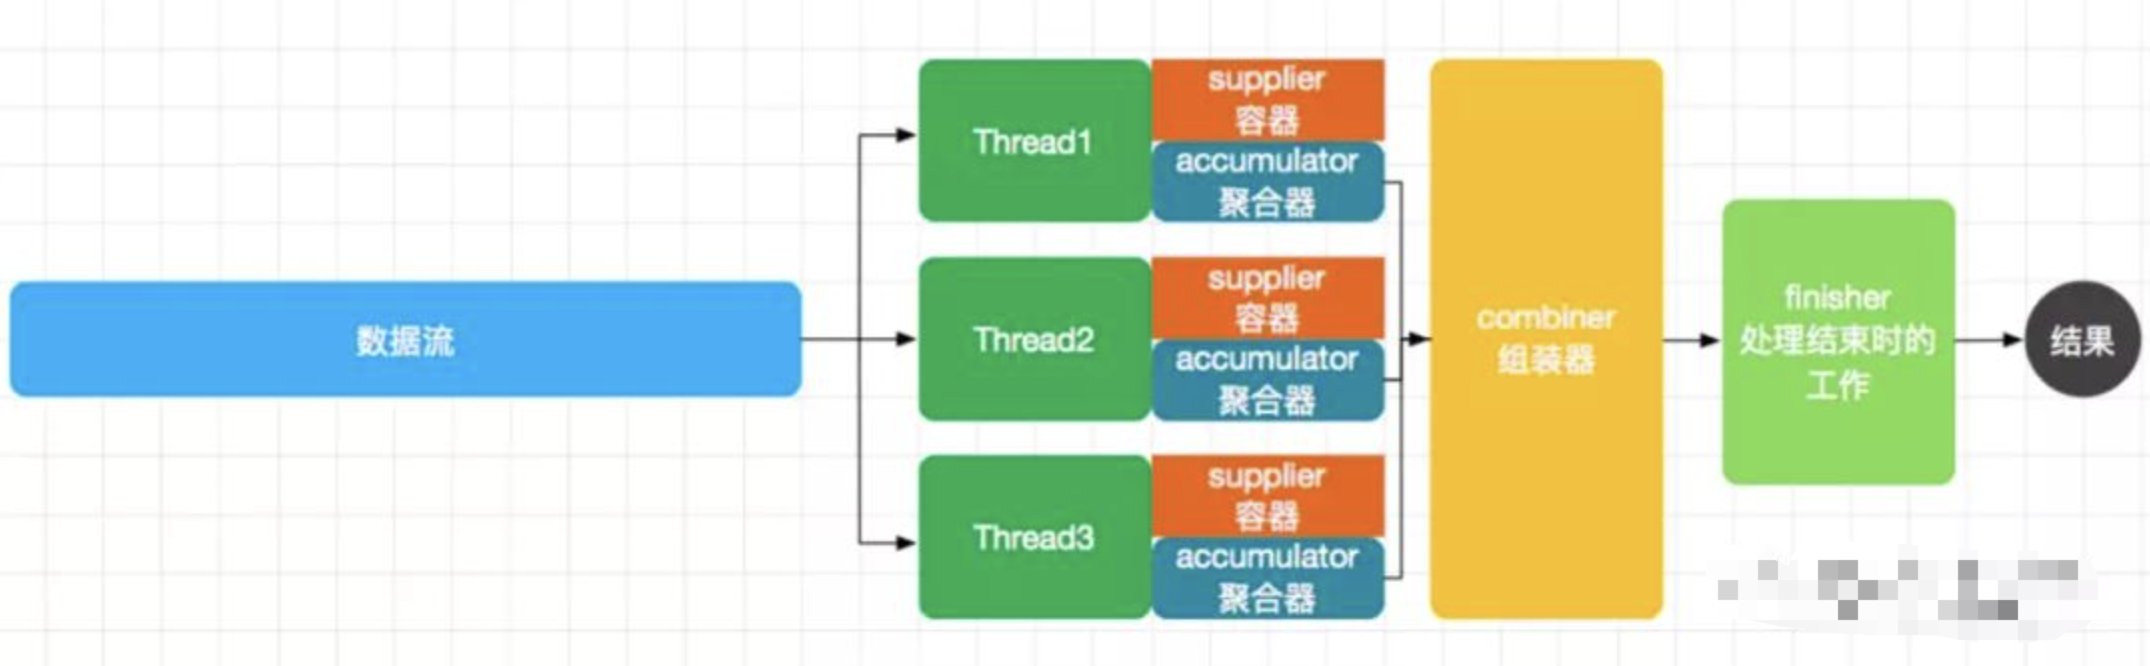 数据流
Thread1
supplier
容器
accumulator
聚合器
Thread2
supplier
容器
accumulator
聚合器
Thread3
supplier
容器
accumulator
聚合器
combiner
组装器
finisher
处理结束时的
工作
结果